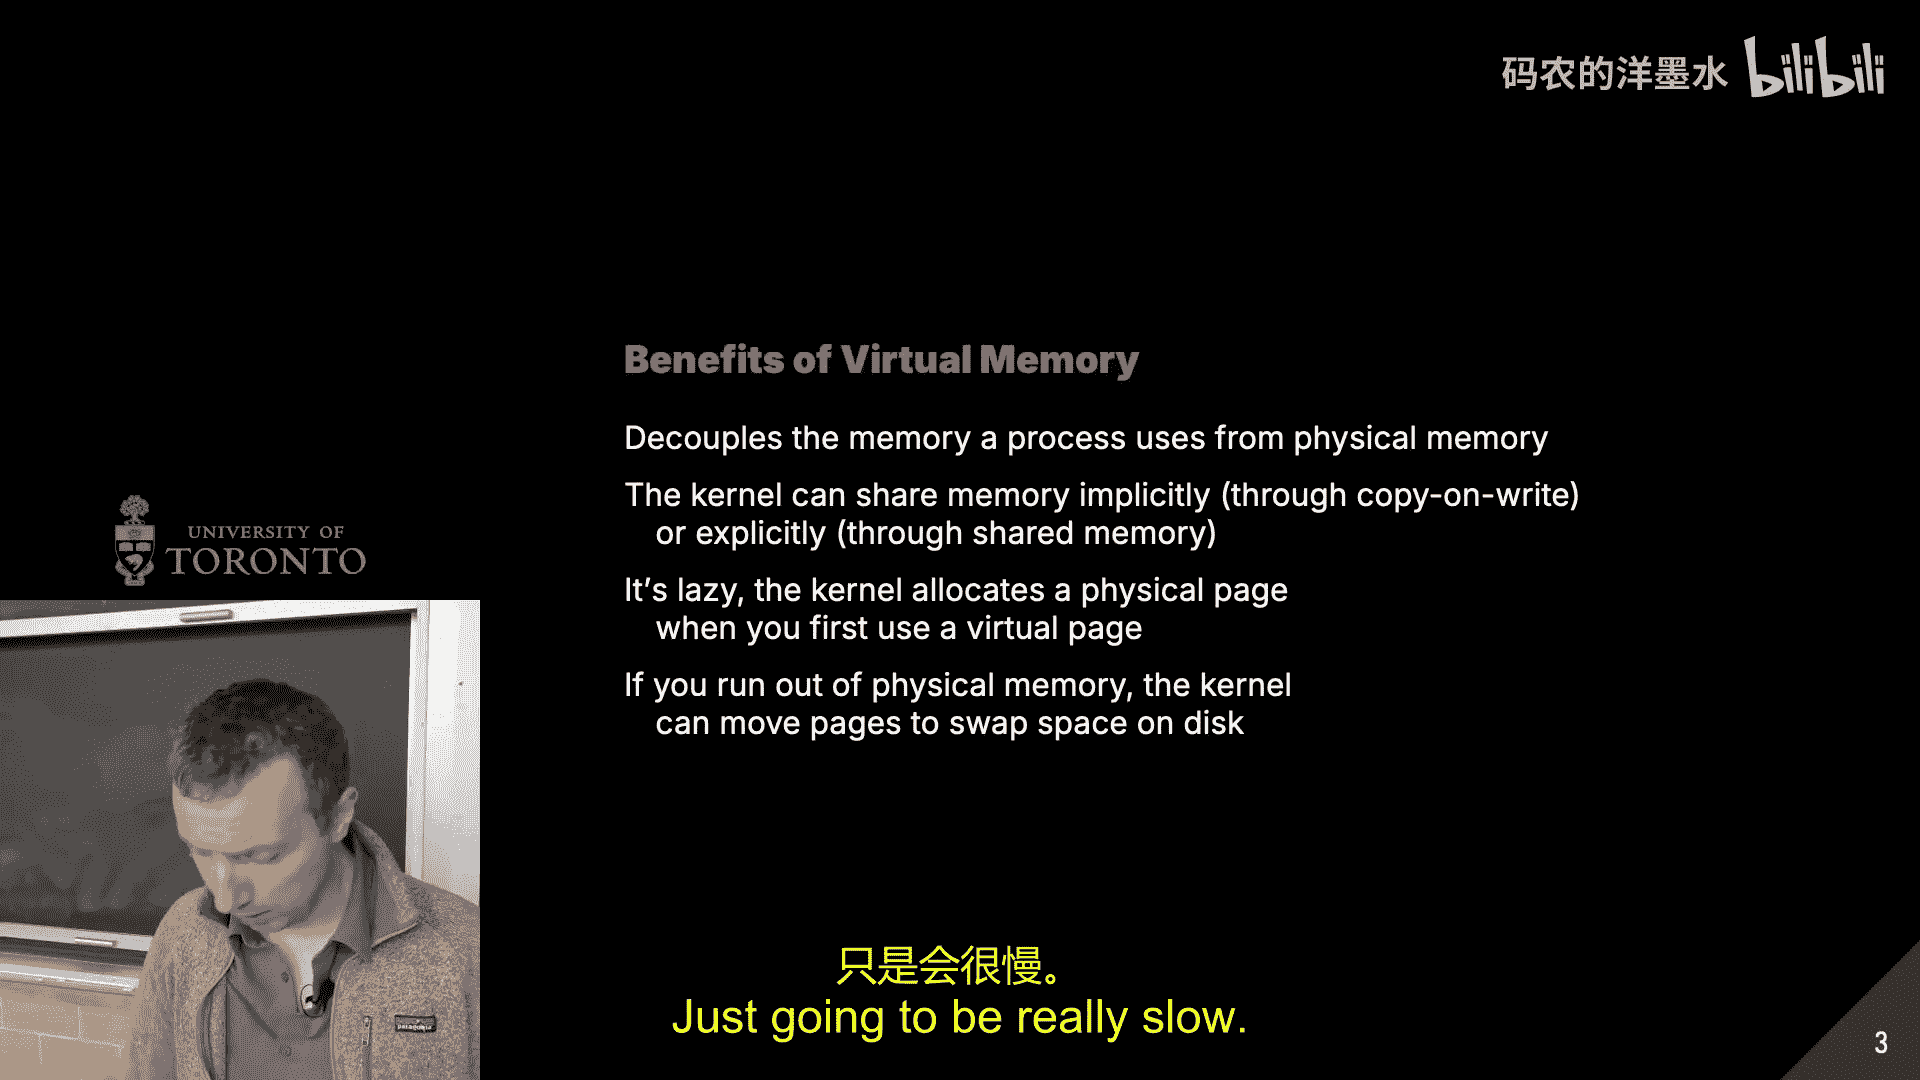 码农的洋墨水 bilibili
Benefits of Virtual Memory
Decouples the memory a process uses from physical memory
The kernel can share memory implicitly (through copy-on-write)
or explicitly (through shared memory)
It's lazy, the kernel allocates a physical page
when you first use a virtual page
If you run out of physical memory, the kernel
can move pages to swap space on disk
UNIVERSITY OF
TORONTO
patagonia
只是会很慢。
Just going to be really slow.
3